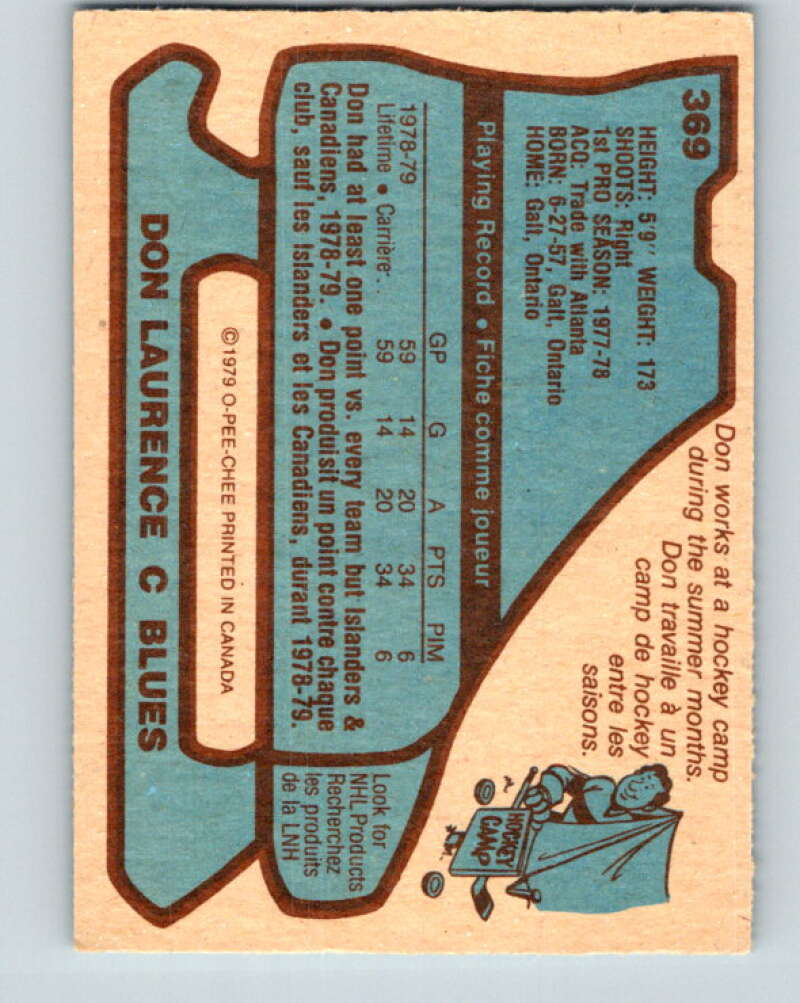 369
HEIGHT: 5'9" WEIGHT: 173
SHOOTS: Right
1st PRO SEASON: 1977-78
ACQ: Trade with Atlanta
BORN: 6-27-57, Galt, Ontario
HOME: Galt, Ontario
Don works at a hockey camp
during the summer months.
Don travaille à un
camp de hockey
entre les
saisons.
HOCKEY
CAMP
Playing Record • Fiche comme joueur
GP G A PTS PIM
1978-79 59 14 20 34 6
Lifetime • Carrière.. 59 14 20 34 6
Don had at least one point vs. every team but Islanders &
Canadiens, 1978-79. • Don produisit un point contre chaque
club, sauf les Islanders et les Canadiens, durant 1978-79.
Look for
NHL Products
Recherchez
les produits
de la LNH
©1979 O-PEE-CHEE PRINTED IN CANADA
DON LAURENCE C BLUES